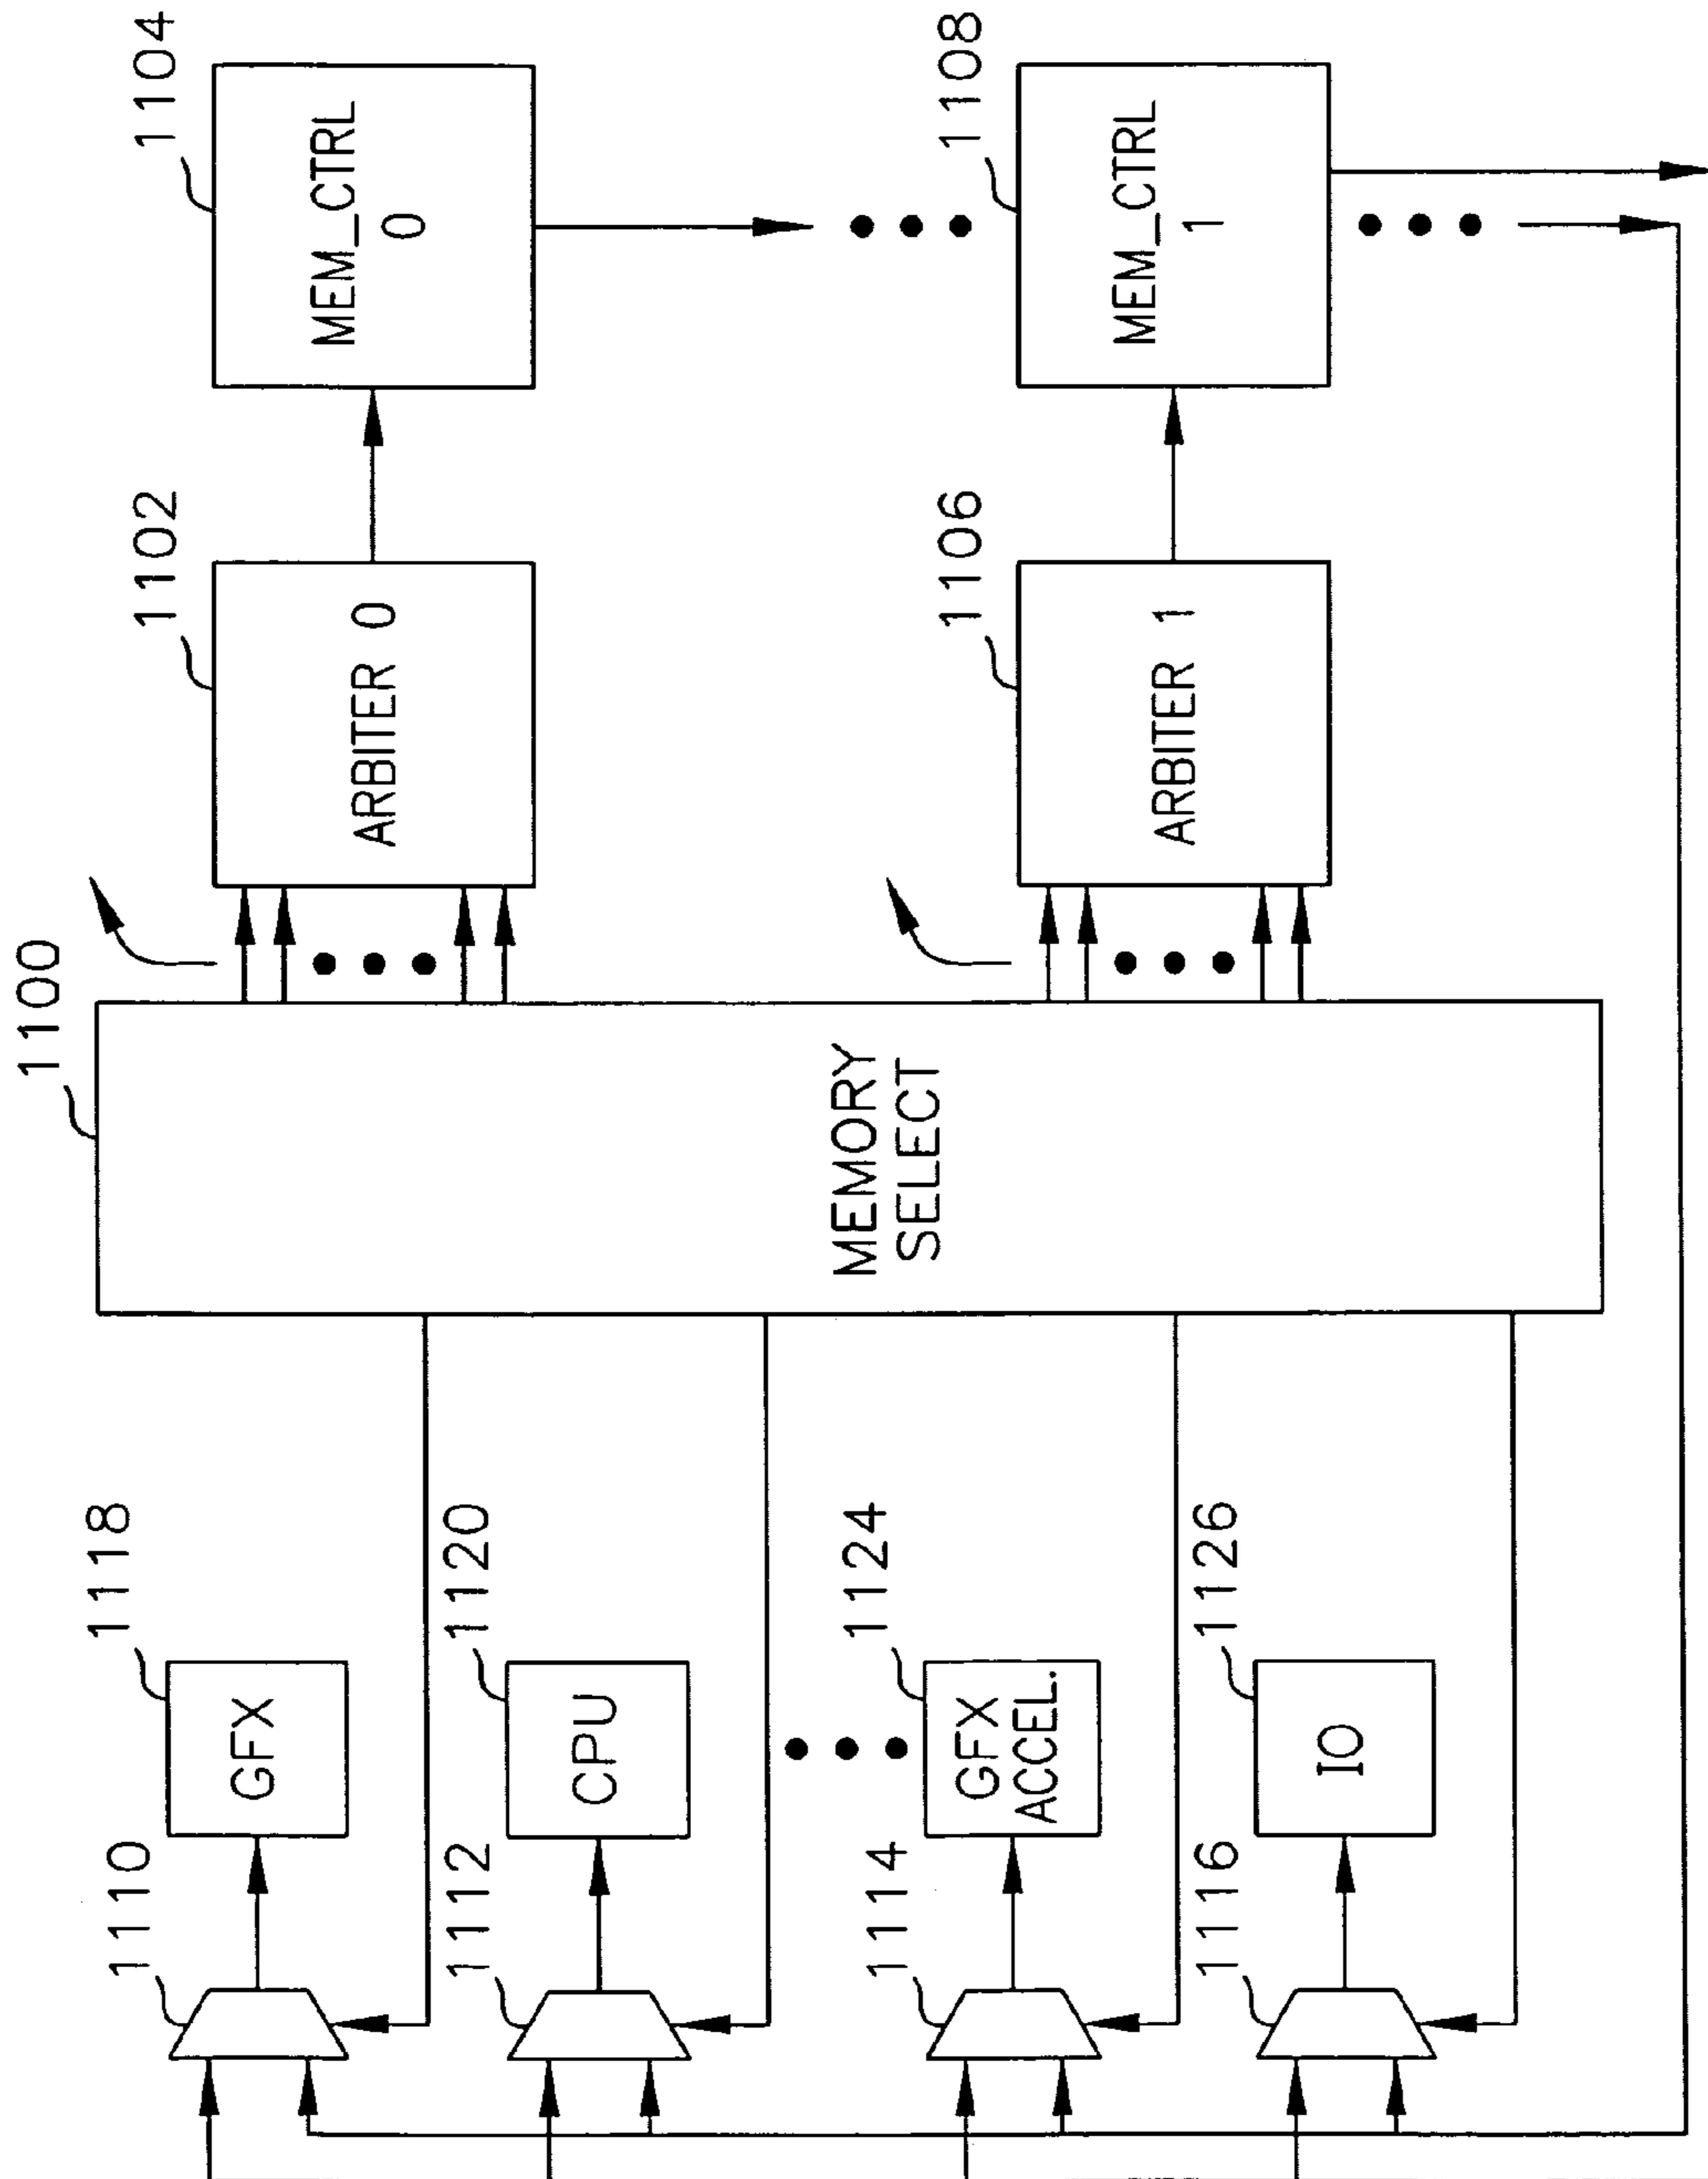 1100
1102
1104
1106
1108
1110
1112
1114
1116
1118
1120
1124
1126
MEM_CTRL
0
MEM_CTRL
1
ARBITER 0
ARBITER 1
MEMORY
SELECT
GFX
CPU
GFX
ACCEL.
IO